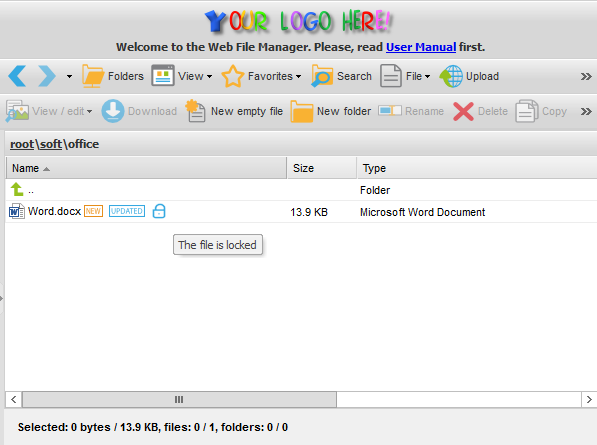 YOUR LOGO HERE!
Welcome to the Web File Manager. Please, read User Manual first.
Folders View Favorites Search File Upload »
View / edit Download New empty file New folder Rename Delete Copy »
root\soft\office
Name Size Type
.. Folder
Word.docx NEW UPDATED 13.9 KB Microsoft Word Document
The file is locked
Selected: 0 bytes / 13.9 KB, files: 0 / 1, folders: 0 / 0